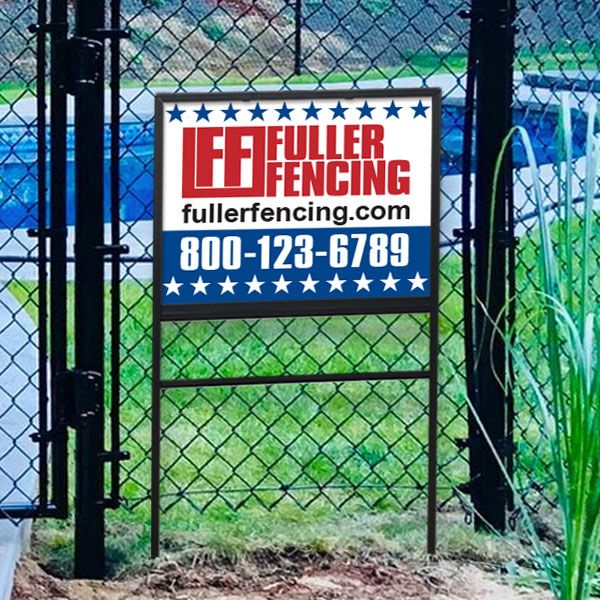 FF FULLER
FENCING
fullerfencing.com
800-123-6789